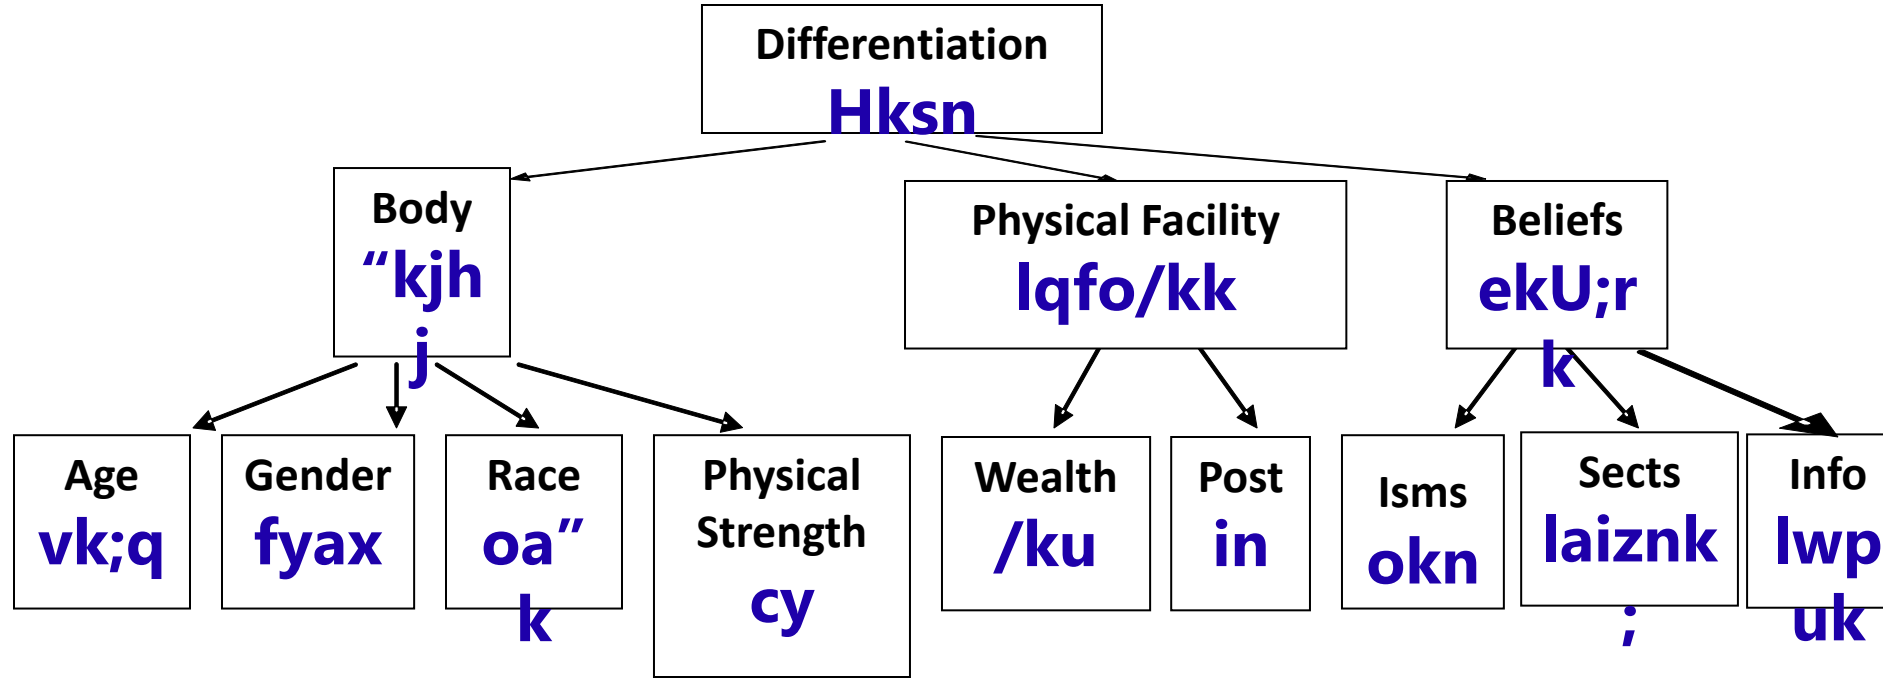 Differentiation
Hksn
Body
“kjh
j
Physical Facility
lqfo/kk
Beliefs
ekU;r
k
Age
vk;q
Gender
fyax
Race
oa”
k
Physical
Strength
cy
Wealth
/ku
Post
in
Isms
okn
Sects
laiznk
;
Info
lwp
uk